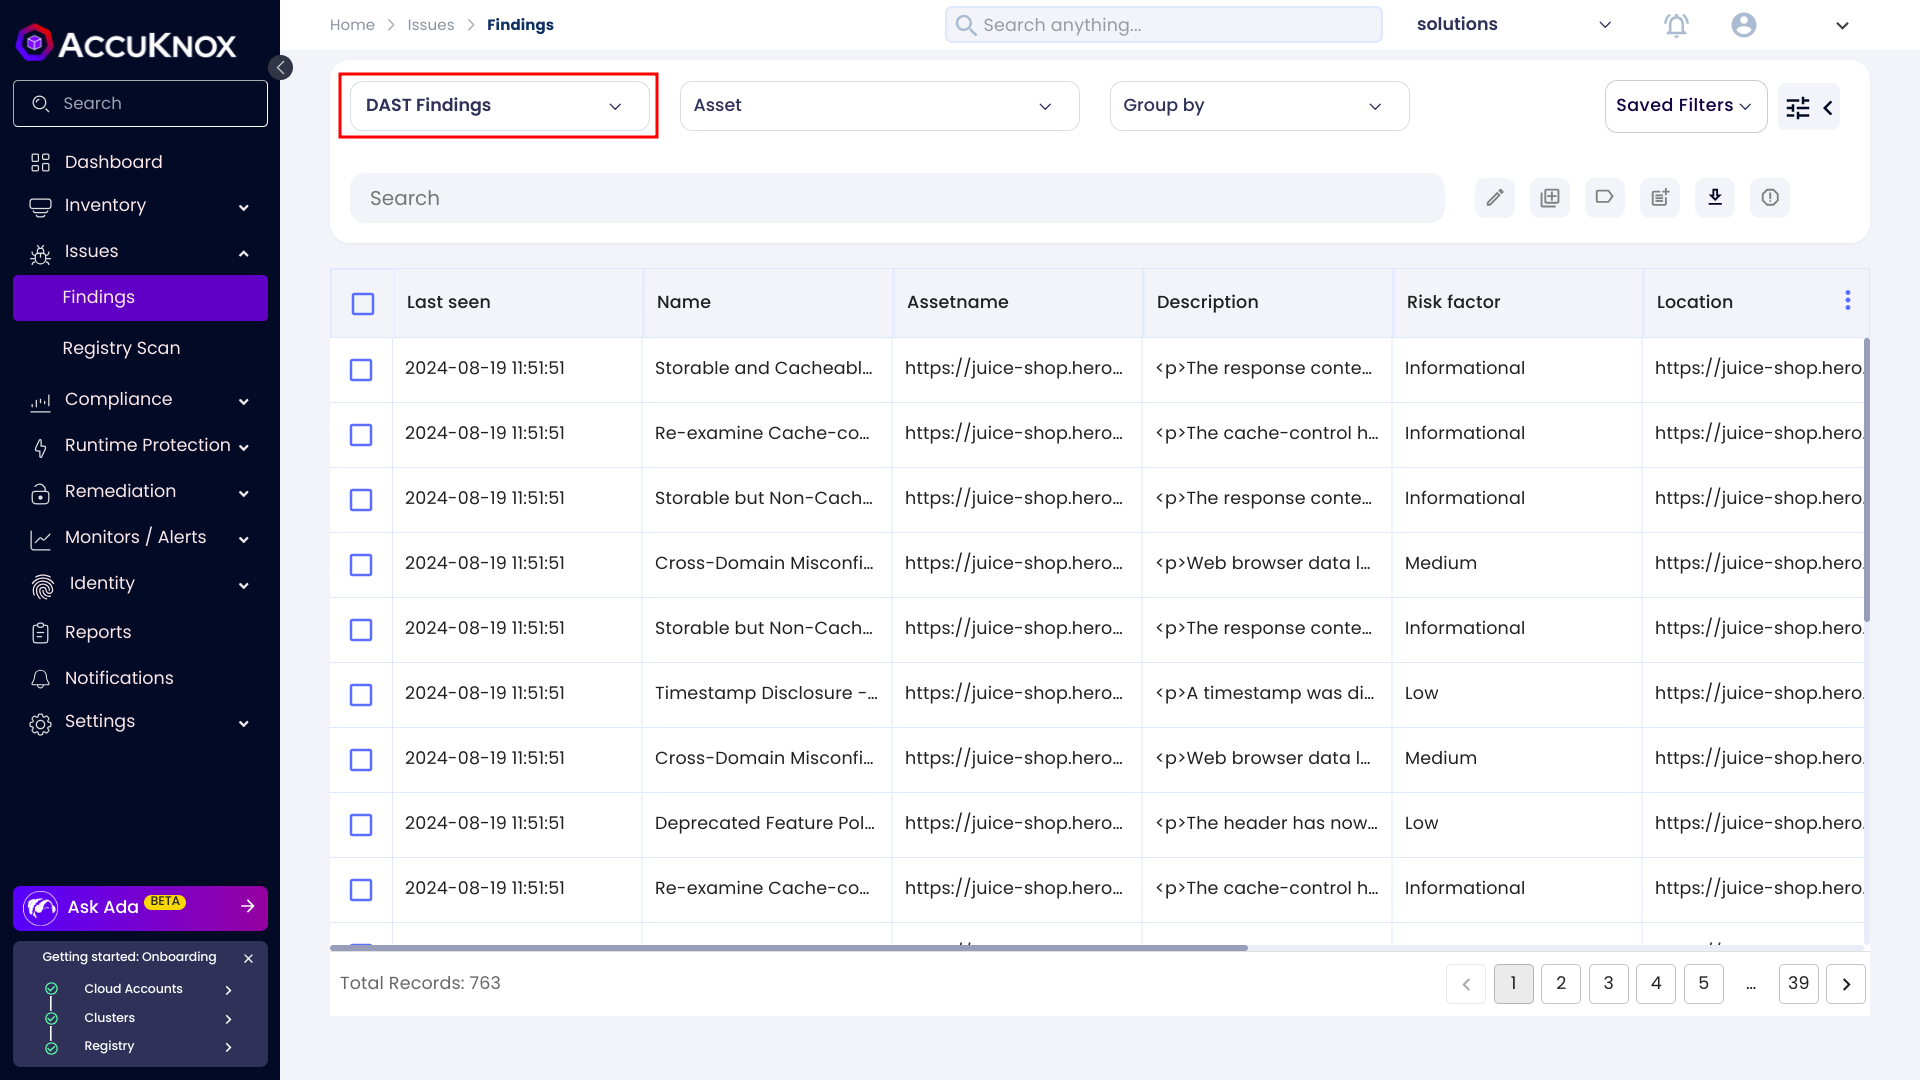 ACCUKNOX
Search
Dashboard
Inventory
Issues
Findings
Registry Scan
Compliance
Runtime Protection
Remediation
Monitors / Alerts
Identity
Reports
Notifications
Settings
Ask Ada BETA
Getting started: Onboarding
Cloud Accounts
Clusters
Registry
Home Issues Findings
Search anything...
solutions
DAST Findings
Asset
Group by
Saved Filters
Search
Last seen Name Assetname Description Risk factor Location
2024-08-19 11:51:51 Storable and Cacheabl... https://juice-shop.hero... <p>The response conte... Informational https://juice-shop.hero.
2024-08-19 11:51:51 Re-examine Cache-co... https://juice-shop.hero... <p>The cache-control h... Informational https://juice-shop.hero.
2024-08-19 11:51:51 Storable but Non-Cach... https://juice-shop.hero... <p>The response conte... Informational https://juice-shop.hero.
2024-08-19 11:51:51 Cross-Domain Misconfi... https://juice-shop.hero... <p>Web browser data l... Medium https://juice-shop.hero.
2024-08-19 11:51:51 Storable but Non-Cach... https://juice-shop.hero... <p>The response conte... Informational https://juice-shop.hero.
2024-08-19 11:51:51 Timestamp Disclosure -... https://juice-shop.hero... <p>A timestamp was di... Low https://juice-shop.hero.
2024-08-19 11:51:51 Cross-Domain Misconfi... https://juice-shop.hero... <p>Web browser data l... Medium https://juice-shop.hero.
2024-08-19 11:51:51 Deprecated Feature Pol... https://juice-shop.hero... <p>The header has now... Low https://juice-shop.hero.
2024-08-19 11:51:51 Re-examine Cache-co... https://juice-shop.hero... <p>The cache-control h... Informational https://juice-shop.hero.
Total Records: 763
1 2 3 4 5 ... 39